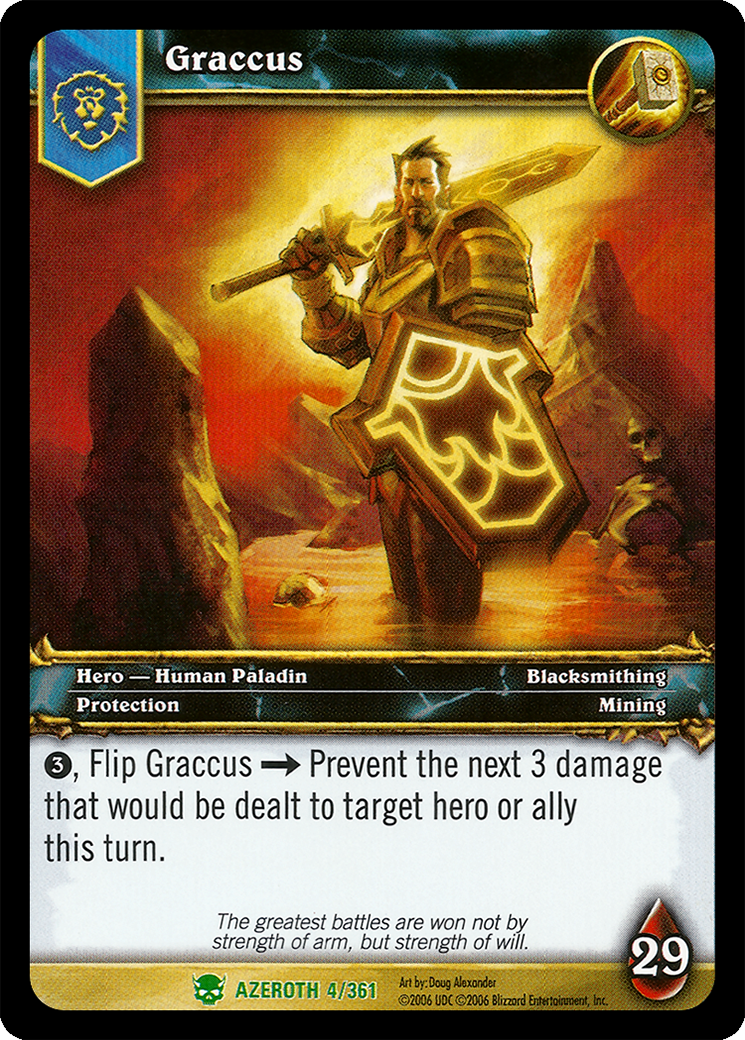 Graccus
Hero — Human Paladin Blacksmithing
Protection Mining
3, Flip Graccus → Prevent the next 3 damage
that would be dealt to target hero or ally
this turn.
The greatest battles are won not by
strength of arm, but strength of will.
29
AZEROTH 4/361
Art by: Doug Alexander
©2006 UDC ©2006 Blizzard Entertainment, Inc.